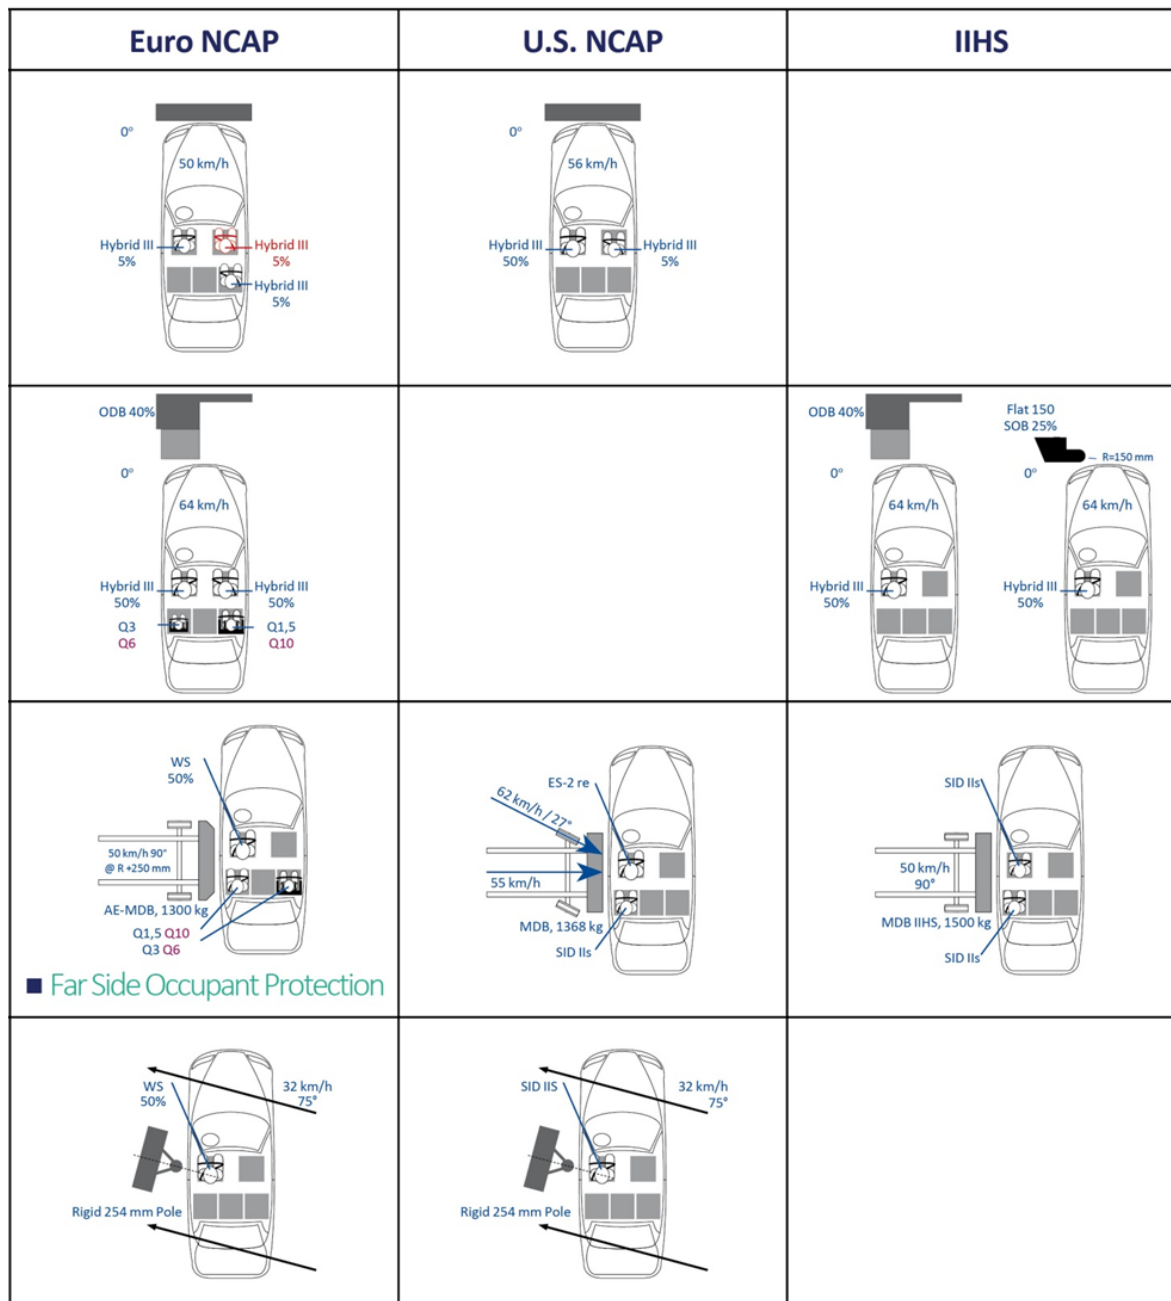 Euro NCAP
U.S. NCAP
IIHS
0°
50 km/h
Hybrid III
5%
Hybrid III
5%
Hybrid III
5%
0°
56 km/h
Hybrid III
50%
Hybrid III
5%
ODB 40%
0°
64 km/h
Hybrid III
50%
Hybrid III
50%
Q3
Q6
Q1,5
Q10
ODB 40%
0°
64 km/h
Hybrid III
50%
Flat 150
SOB 25%
R=150 mm
0°
64 km/h
Hybrid III
50%
WS
50%
50 km/h 90°
@ R +250 mm
AE-MDB, 1300 kg
Q1,5 Q10
Q3 Q6
■ Far Side Occupant Protection
ES-2 re
62 km/h / 27°
55 km/h
MDB, 1368 kg
SID IIs
SID IIs
50 km/h
90°
MDB IIHS, 1500 kg
SID IIs
WS
50%
32 km/h
75°
Rigid 254 mm Pole
SID IIS
32 km/h
75°
Rigid 254 mm Pole